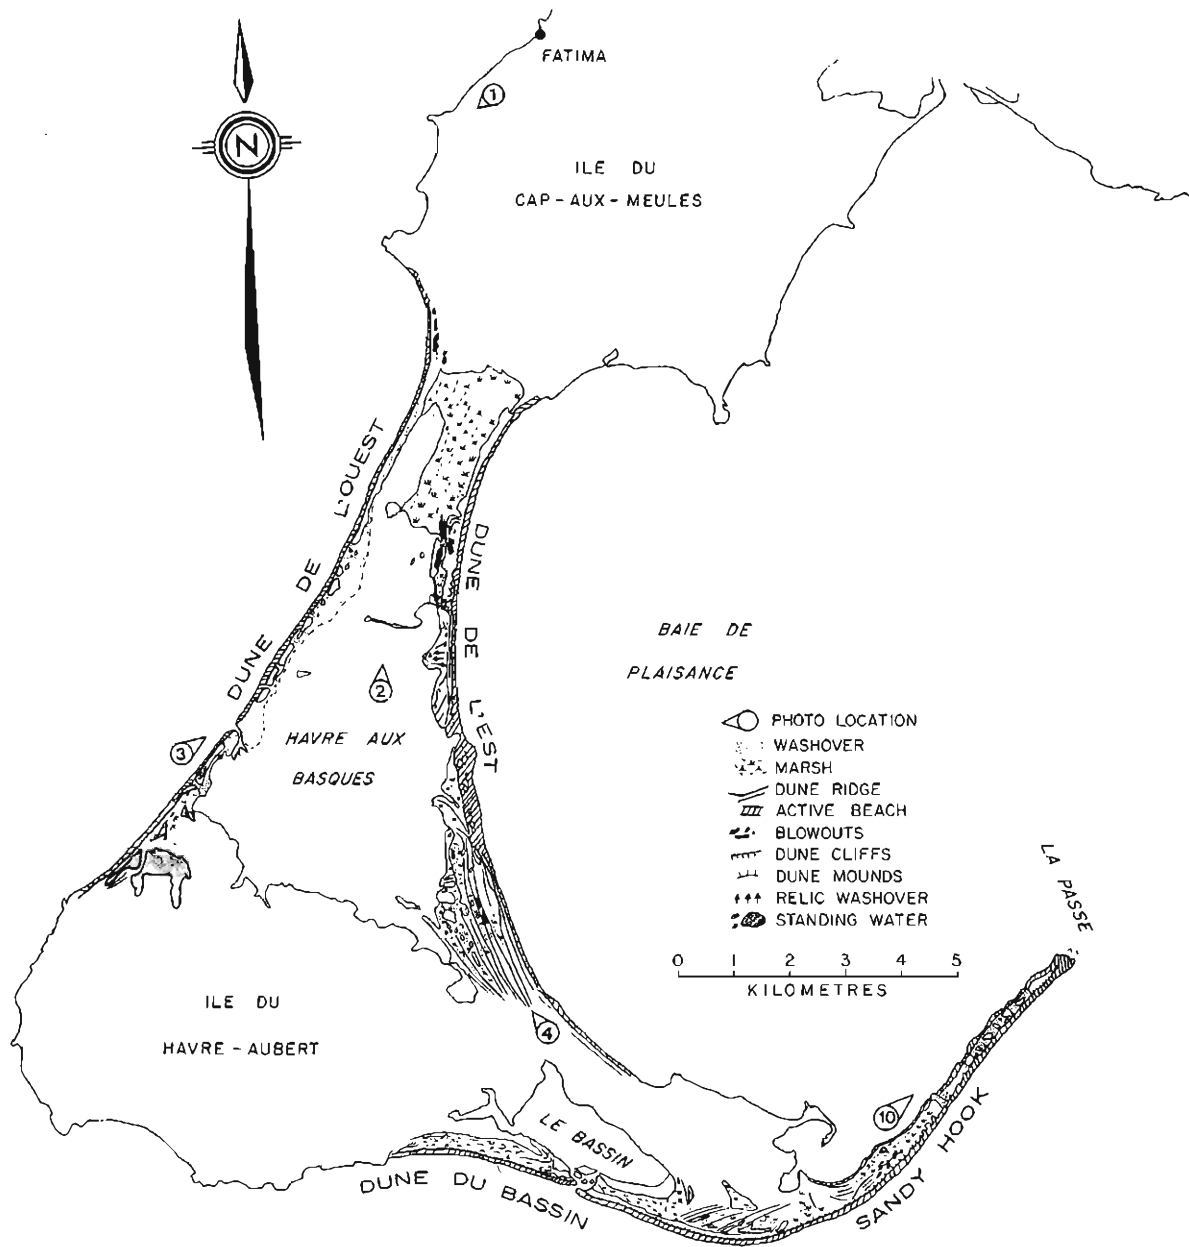 FATIMA
1
N
ILE DU
CAP-AUX-MEULES
DUNE DE L'OUEST
DUNE DE L'EST
BAIE DE
PLAISANCE
2
3
HAVRE AUX
BASQUES
PHOTO LOCATION
WASHOVER
MARSH
DUNE RIDGE
ACTIVE BEACH
BLOWOUTS
DUNE CLIFFS
DUNE MOUNDS
RELIC WASHOVER
STANDING WATER
LA PASSE
0 1 2 3 4 5
KILOMETRES
ILE DU
HAVRE-AUBERT
4
10
LE BASSIN
DUNE DU BASSIN
SANDY HOOK